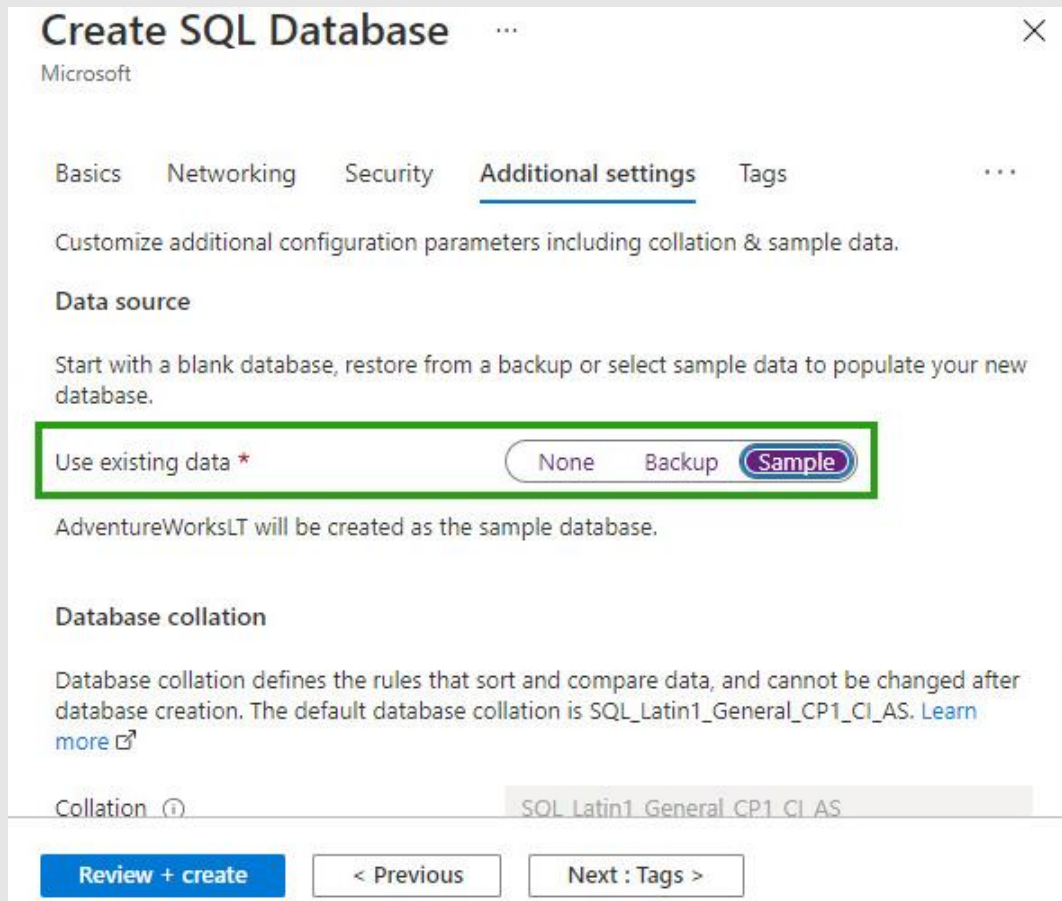 Create SQL Database ...
Microsoft
Basics Networking Security Additional settings Tags ...
Customize additional configuration parameters including collation & sample data.
Data source
Start with a blank database, restore from a backup or select sample data to populate your new
database.
Use existing data * None Backup Sample
AdventureWorksLT will be created as the sample database.
Database collation
Database collation defines the rules that sort and compare data, and cannot be changed after
database creation. The default database collation is SQL_Latin1_General_CP1_CI_AS. Learn
more
Collation SQL_Latin1_General_CP1_CI_AS
Review + create < Previous Next : Tags >